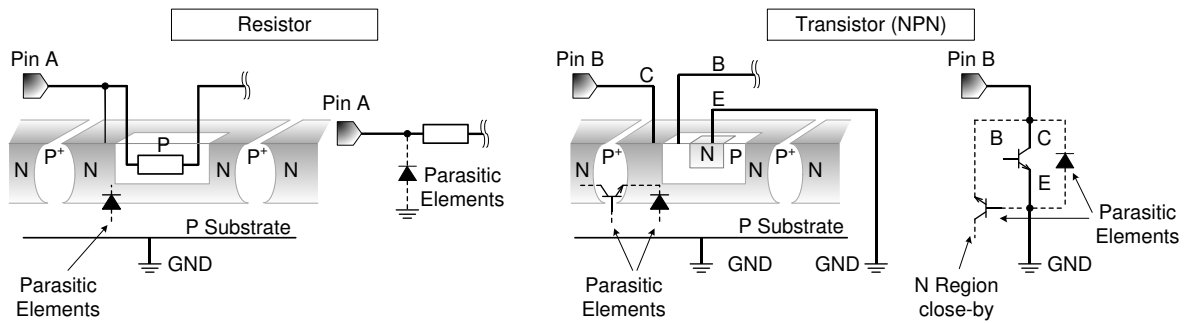 Resistor
Transistor (NPN)
Pin A
Pin A
N
P+
N
P
N
P+
N
Parasitic
Elements
P Substrate
GND
Parasitic
Elements
Pin B
C
B
E
N
P+
N
N
P
P+
N
N
P Substrate
GND
GND
Parasitic
Elements
Pin B
B
C
E
Parasitic
Elements
GND
N Region
close-by